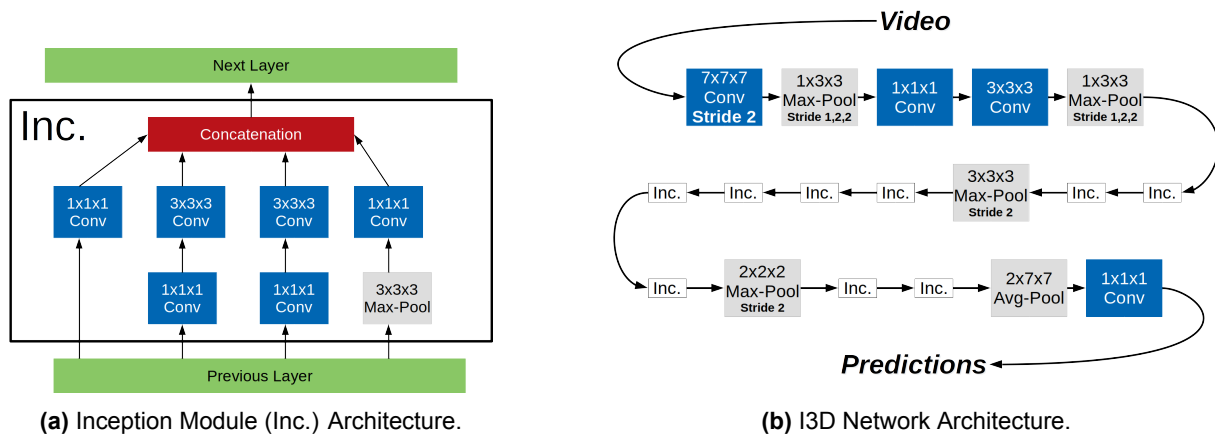 Next Layer
Inc.
Concatenation
1x1x1
Conv
3x3x3
Conv
3x3x3
Conv
1x1x1
Conv
1x1x1
Conv
1x1x1
Conv
3x3x3
Max-Pool
Previous Layer
(a) Inception Module (Inc.) Architecture.
Video
7x7x7
Conv
Stride 2
1x3x3
Max-Pool
Stride 1,2,2
1x1x1
Conv
3x3x3
Conv
1x3x3
Max-Pool
Stride 1,2,2
Inc.
Inc.
Inc.
Inc.
3x3x3
Max-Pool
Stride 2
Inc.
Inc.
Inc.
2x2x2
Max-Pool
Stride 2
Inc.
Inc.
2x7x7
Avg-Pool
1x1x1
Conv
Predictions
(b) I3D Network Architecture.